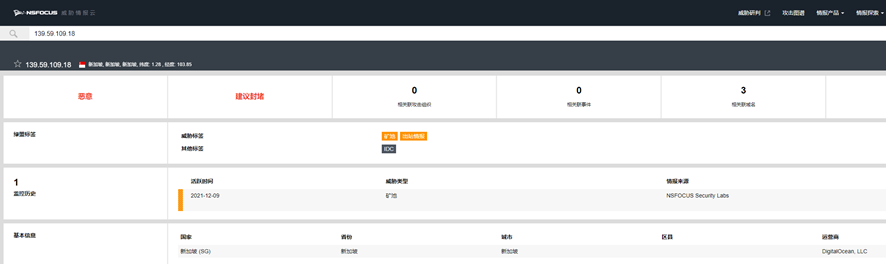 NSFOCUS 威胁情报云 威胁研判 攻击图谱 情报产品 情报探索
139.59.109.18
139.59.109.18 新加坡, 新加坡, 新加坡, 纬度: 1.28 , 经度: 103.85
恶意 建议封堵 0 0 3
相关联攻击组织 相关联事件 相关联域名
绿盟标签 威胁标签 矿池 出站情报
其他标签 IDC
1 活跃时间 威胁类型 情报来源
监控历史 2021-12-09 矿池 NSFOCUS Security Labs
基本信息 国家 省份 城市 区县 运营商
新加坡 (SG) 新加坡 新加坡 DigitalOcean, LLC